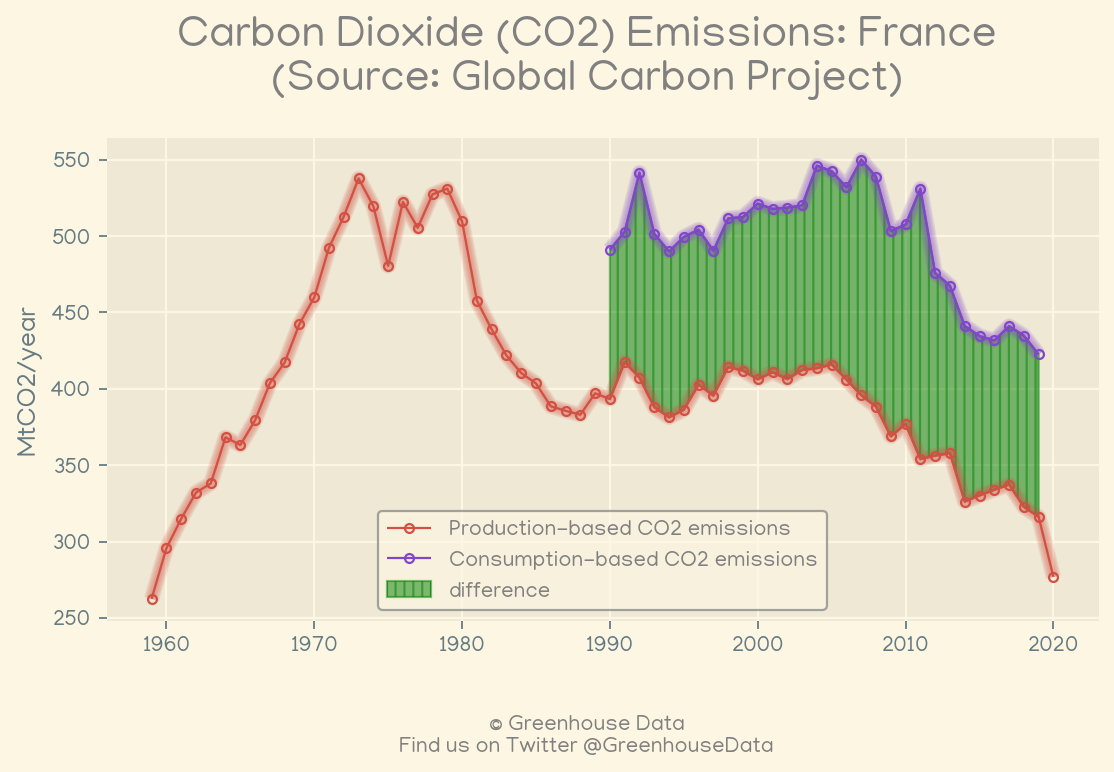 Carbon Dioxide (CO2) Emissions: France
(Source: Global Carbon Project)
MtCO2/year
550
500
450
400
350
300
250
Production-based CO2 emissions
Consumption-based CO2 emissions
difference
1960 1970 1980 1990 2000 2010 2020
© Greenhouse Data
Find us on Twitter @GreenhouseData